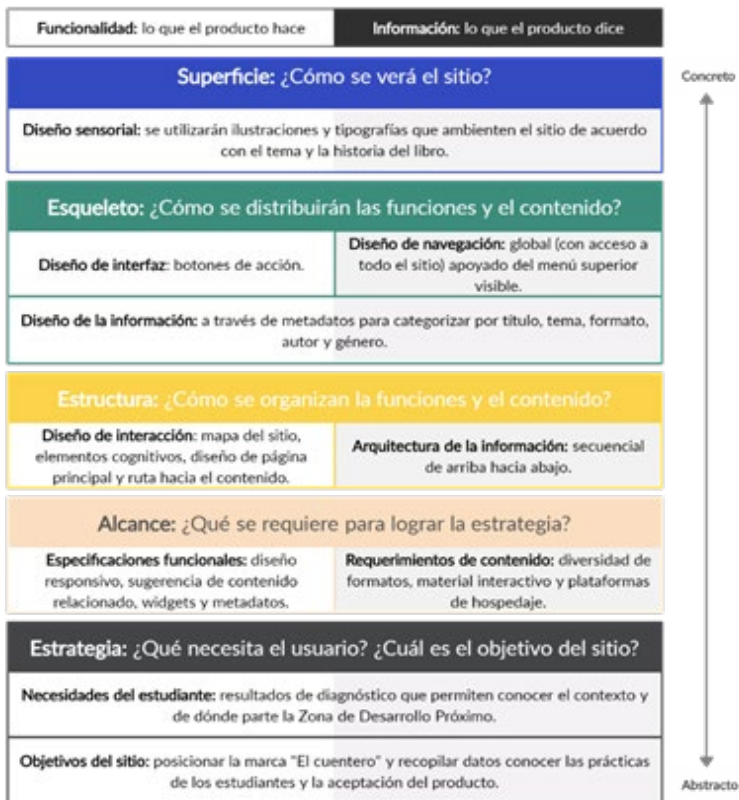 Funcionalidad: lo que el producto hace
Información: lo que el producto dice
Superficie: ¿Cómo se verá el sitio?
Concreto
Diseño sensorial: se utilizarán ilustraciones y tipografías que ambienten el sitio de acuerdo
con el tema y la historia del libro.
Esqueleto: ¿Cómo se distribuirán las funciones y el contenido?
Diseño de interfaz: botones de acción.
Diseño de navegación: global (con acceso a
todo el sitio) apoyado del menú superior
visible.
Diseño de la información: a través de metadatos para categorizar por título, tema, formato,
autor y género.
Estructura: ¿Cómo se organizan la funciones y el contenido?
Diseño de interacción: mapa del sitio,
elementos cognitivos, diseño de página
principal y ruta hacia el contenido.
Arquitectura de la información: secuencial
de arriba hacia abajo.
Alcance: ¿Qué se requiere para lograr la estrategia?
Especificaciones funcionales: diseño
responsivo, sugerencia de contenido
relacionado, widgets y metadatos.
Requerimientos de contenido: diversidad de
formatos, material interactivo y plataformas
de hospedaje.
Estrategia: ¿Qué necesita el usuario? ¿Cuál es el objetivo del sitio?
Necesidades del estudiante: resultados de diagnóstico que permiten conocer el contexto y
de dónde parte la Zona de Desarrollo Próximo.
Objetivos del sitio: posicionar la marca "El cuentero" y recopilar datos conocer las prácticas
de los estudiantes y la aceptación del producto.
Abstracto